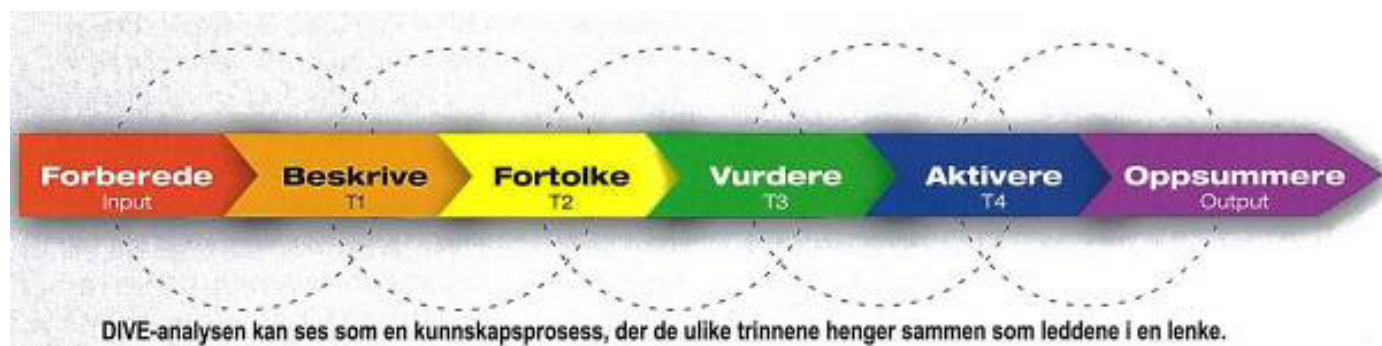 Forberede Beskrive Fortolke Vurdere Aktivere Oppsummere
Input T1 T2 T3 T4 Output
DIVE-analysen kan ses som en kunnskapsprosess, der de ulike trinnene henger sammen som leddene i en lenke.